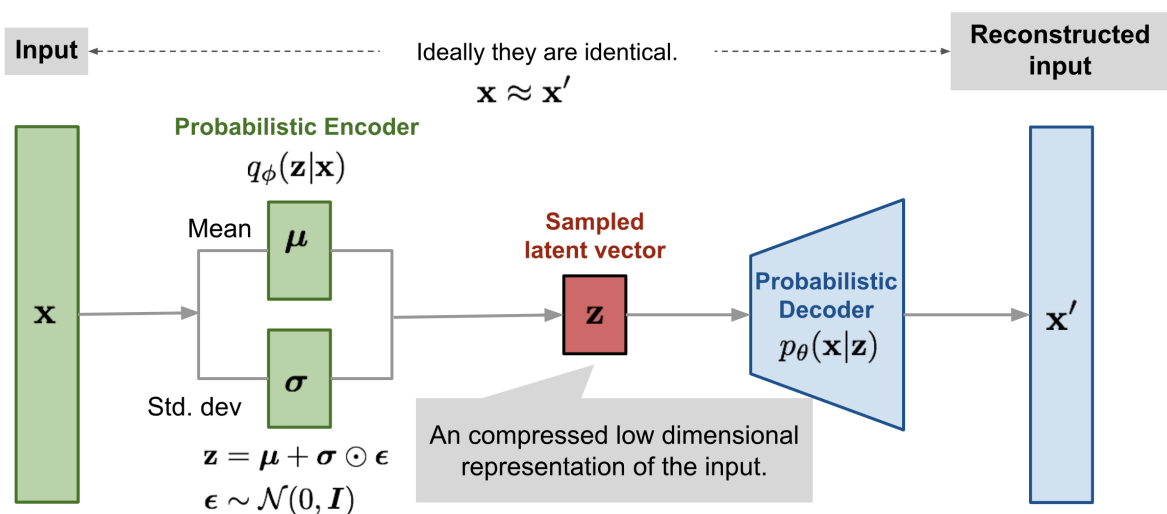 Input
Ideally they are identical.
x ≈ x′
Reconstructed
input
Probabilistic Encoder
qϕ(z|x)
Mean
μ
x
σ
Std. dev
z = μ + σ ⊙ ϵ
ϵ ∼ 𝒩(0, I)
Sampled
latent vector
z
An compressed low dimensional
representation of the input.
Probabilistic
Decoder
pθ(x|z)
x′